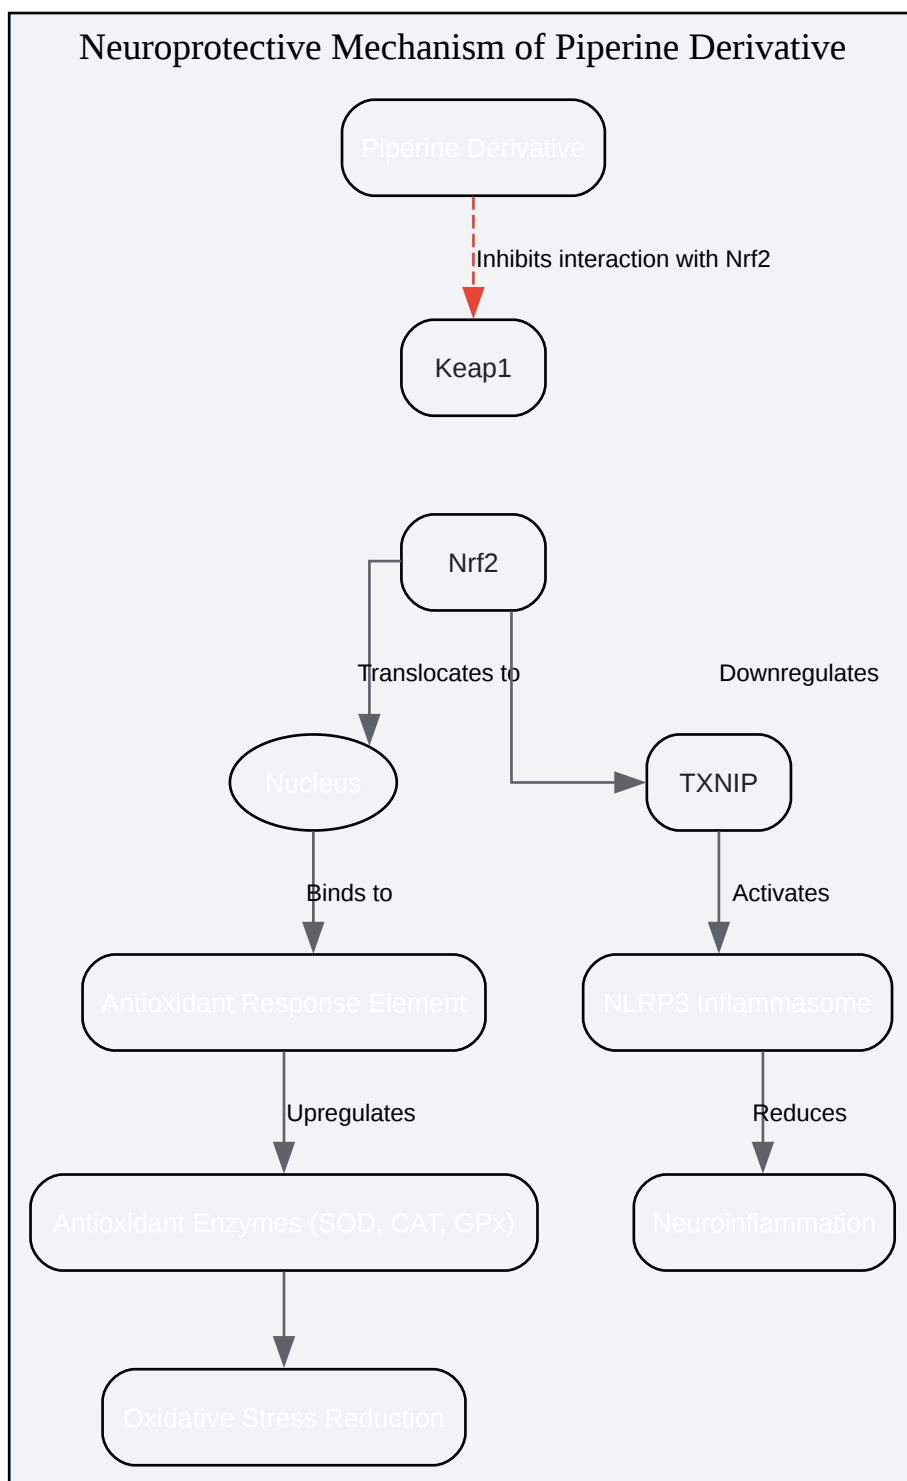 Neuroprotective Mechanism of Piperine Derivative
Piperine Derivative
Inhibits interaction with Nrf2
Keap1
Nrf2
Translocates to
Downregulates
Nucleus
TXNIP
Binds to
Activates
Antioxidant Response Element
NLRP3 Inflammasome
Upregulates
Reduces
Antioxidant Enzymes (SOD, CAT, GPx)
Neuroinflammation
Oxidative Stress Reduction